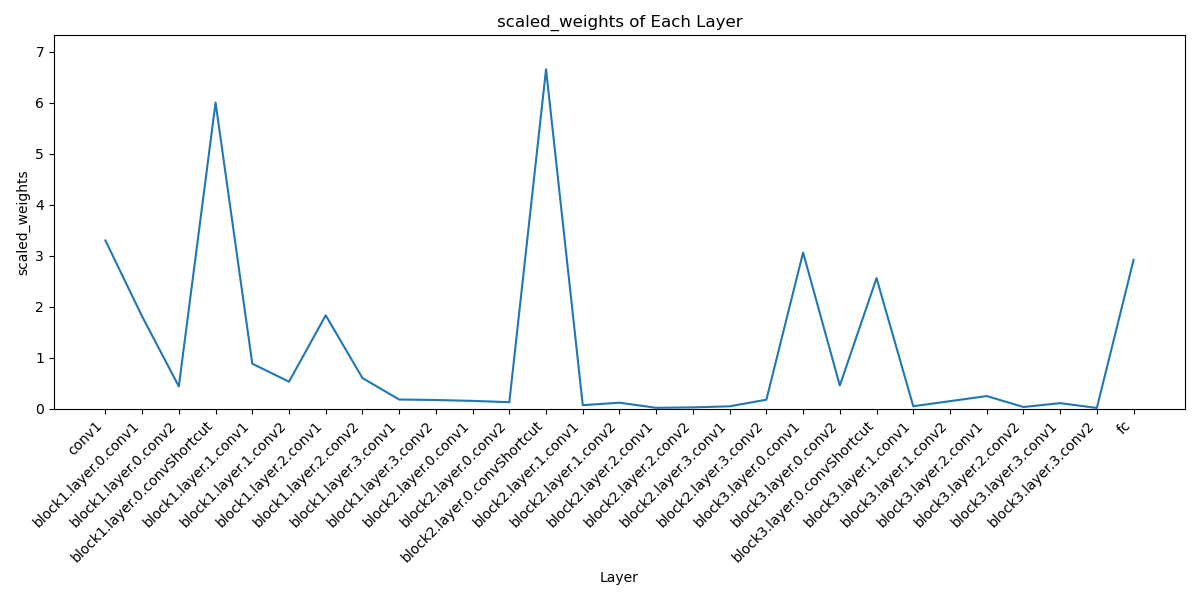 scaled_weights of Each Layer
scaled_weights
7
6
5
4
3
2
1
0
conv1
block1.layer.0.conv1
block1.layer.0.conv2
block1.layer.0.convShortcut
block1.layer.1.conv1
block1.layer.1.conv2
block1.layer.2.conv1
block1.layer.2.conv2
block1.layer.3.conv1
block1.layer.3.conv2
block2.layer.0.conv1
block2.layer.0.conv2
block2.layer.0.convShortcut
block2.layer.1.conv1
block2.layer.1.conv2
block2.layer.2.conv1
block2.layer.2.conv2
block2.layer.3.conv1
block2.layer.3.conv2
block3.layer.0.conv1
block3.layer.0.conv2
block3.layer.0.convShortcut
block3.layer.1.conv1
block3.layer.1.conv2
block3.layer.2.conv1
block3.layer.2.conv2
block3.layer.3.conv1
block3.layer.3.conv2
fc
Layer